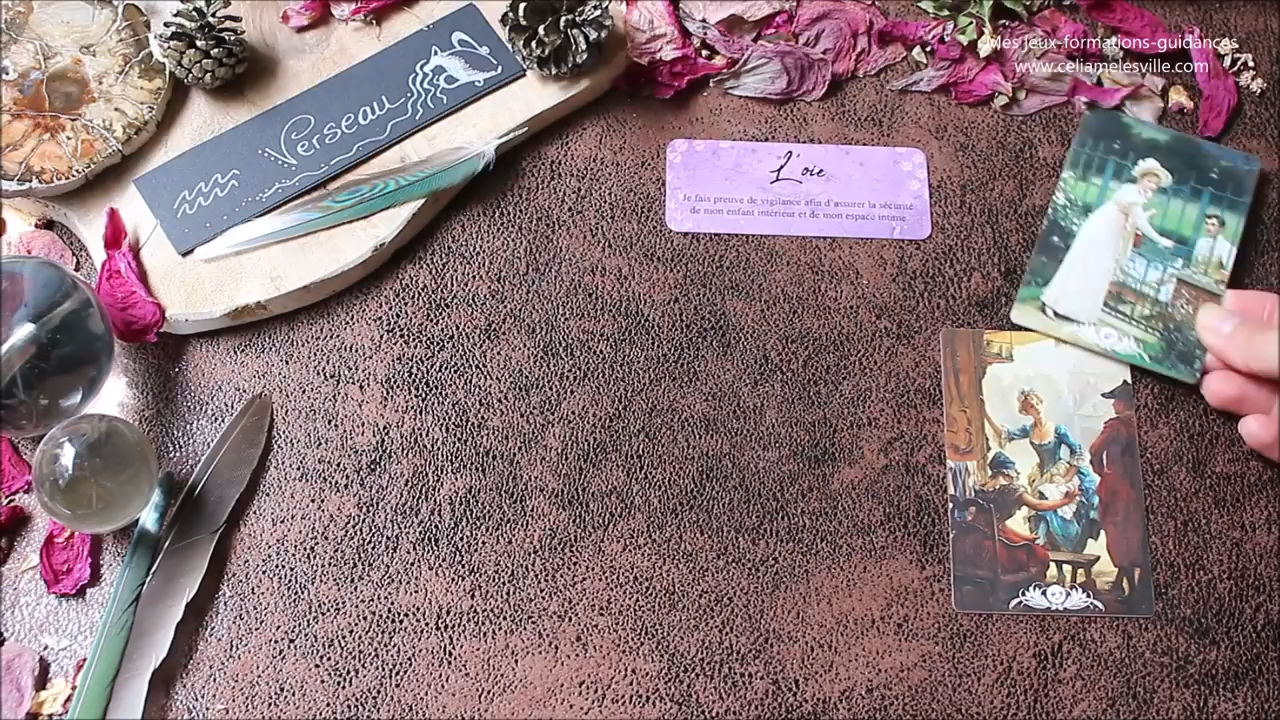 Mes jeux-formations-guidances
www.celiamelesville.com
Verseau
L'oie
Je fais preuve de vigilance afin d'assurer la sécurité
de mon enfant intérieur et de mon espace intime.